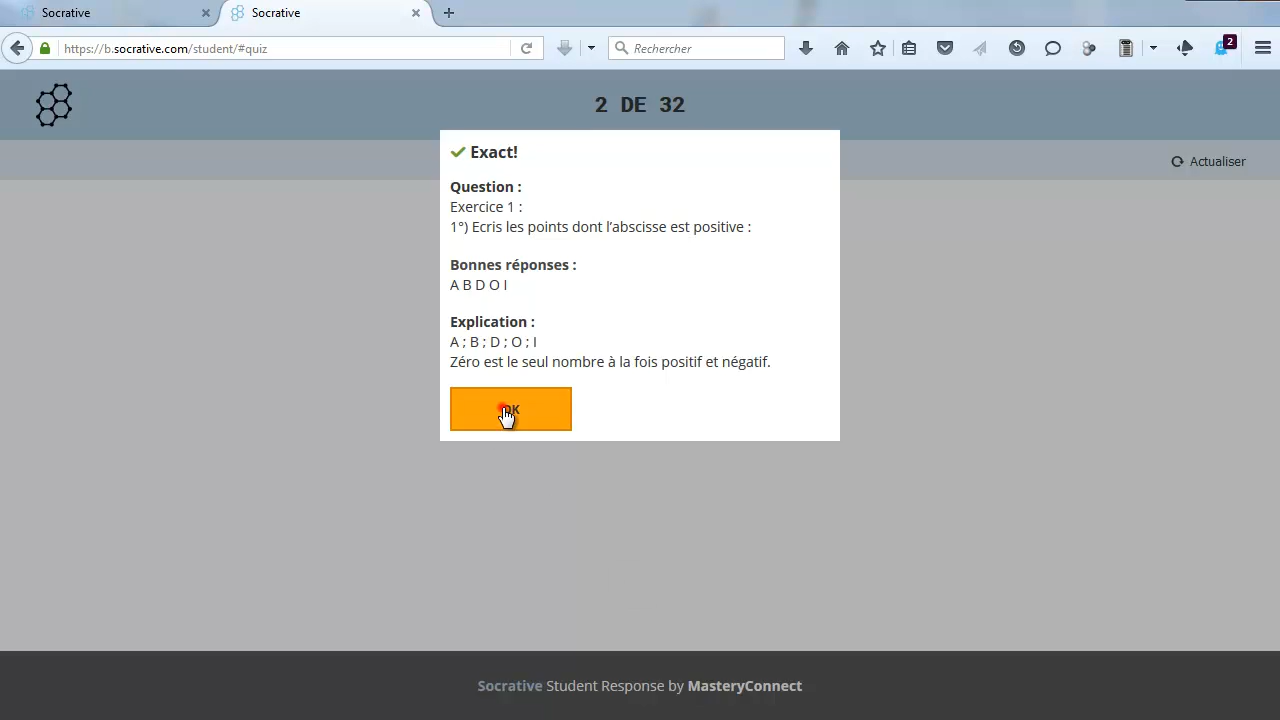 Socrative
Socrative
https://b.socrative.com/student/#quiz
Rechercher
2
2 DE 32
Actualiser
Exact!
Question :
Exercice 1 :
1°) Ecris les points dont l’abscisse est positive :
Bonnes réponses :
A B D O I
Explication :
A ; B ; D ; O ; I
Zéro est le seul nombre à la fois positif et négatif.
OK
Socrative Student Response by MasteryConnect